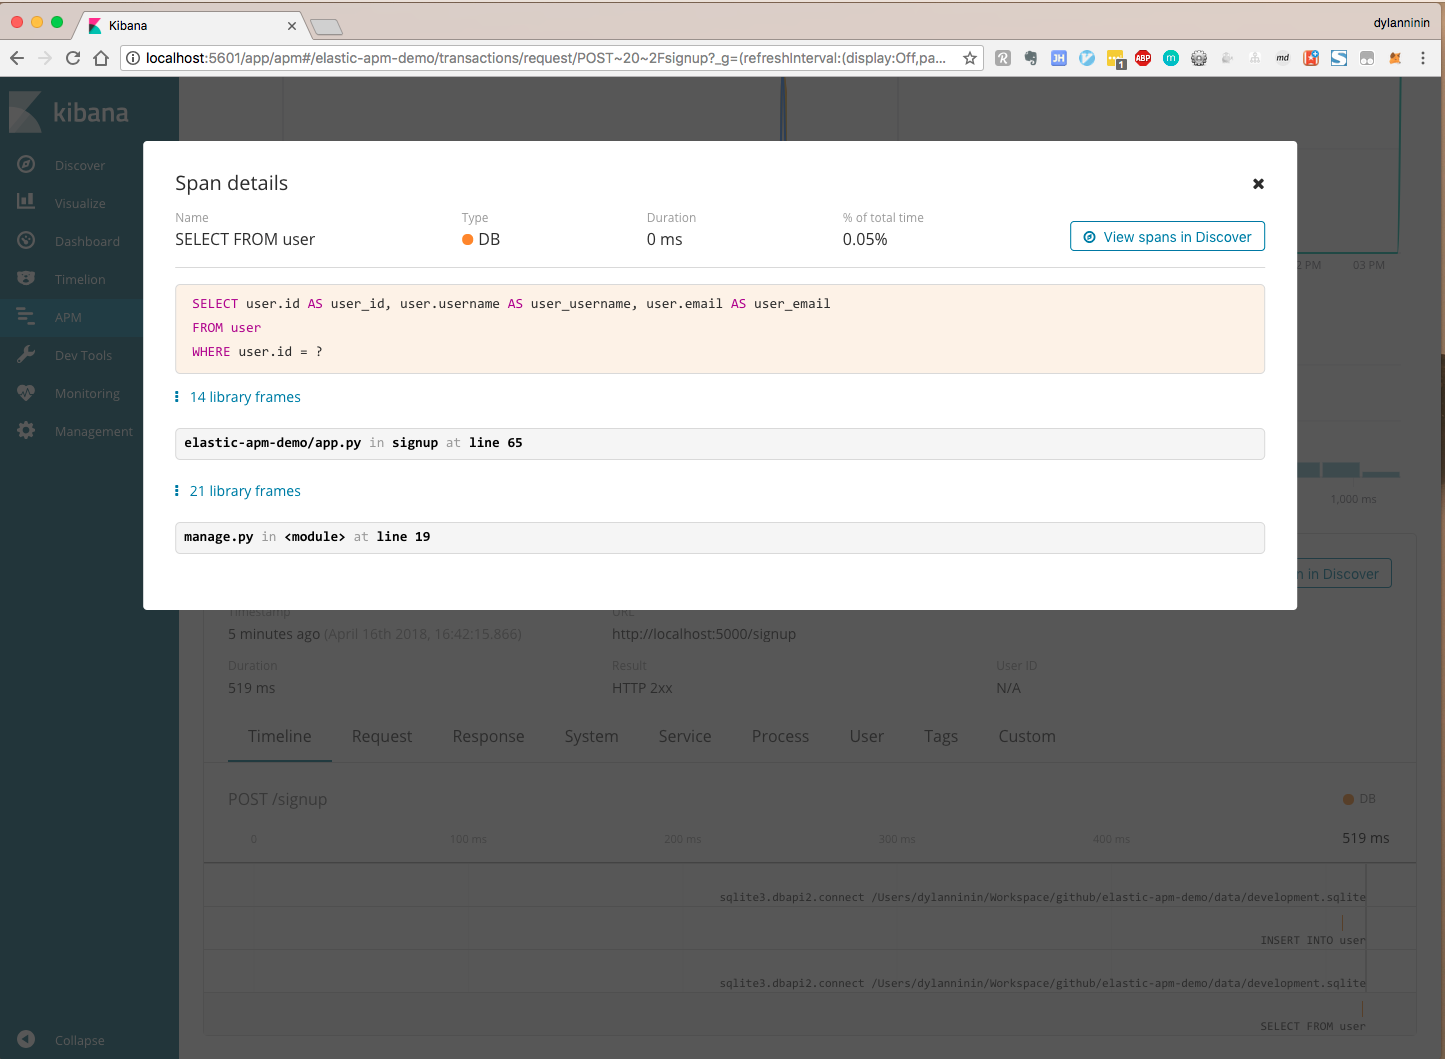 Kibana
dylanninin
localhost:5601/app/apm#/elastic-apm-demo/transactions/request/POST~20~2Fsignup?_g=(refreshInterval:(display:Off,pa...
1
ABP
JH
md
kibana
Discover
Visualize
Dashboard
Timelion
APM
Dev Tools
Monitoring
Management
Collapse
Span details
Name
Type
Duration
% of total time
SELECT FROM user
DB
0 ms
0.05%
View spans in Discover
SELECT user.id AS user_id, user.username AS user_username, user.email AS user_email
FROM user
WHERE user.id = ?
14 library frames
elastic-apm-demo/app.py in signup at line 65
21 library frames
manage.py in <module> at line 19
2 PM
03 PM
1,000 ms
n in Discover
Timestamp
URL
5 minutes ago (April 16th 2018, 16:42:15.866)
http://localhost:5000/signup
Duration
Result
User ID
519 ms
HTTP 2xx
N/A
Timeline
Request
Response
System
Service
Process
User
Tags
Custom
POST /signup
DB
0
100 ms
200 ms
300 ms
400 ms
519 ms
sqlite3.dbapi2.connect /Users/dylanninin/Workspace/github/elastic-apm-demo/data/development.sqlite
INSERT INTO user
sqlite3.dbapi2.connect /Users/dylanninin/Workspace/github/elastic-apm-demo/data/development.sqlite
SELECT FROM user